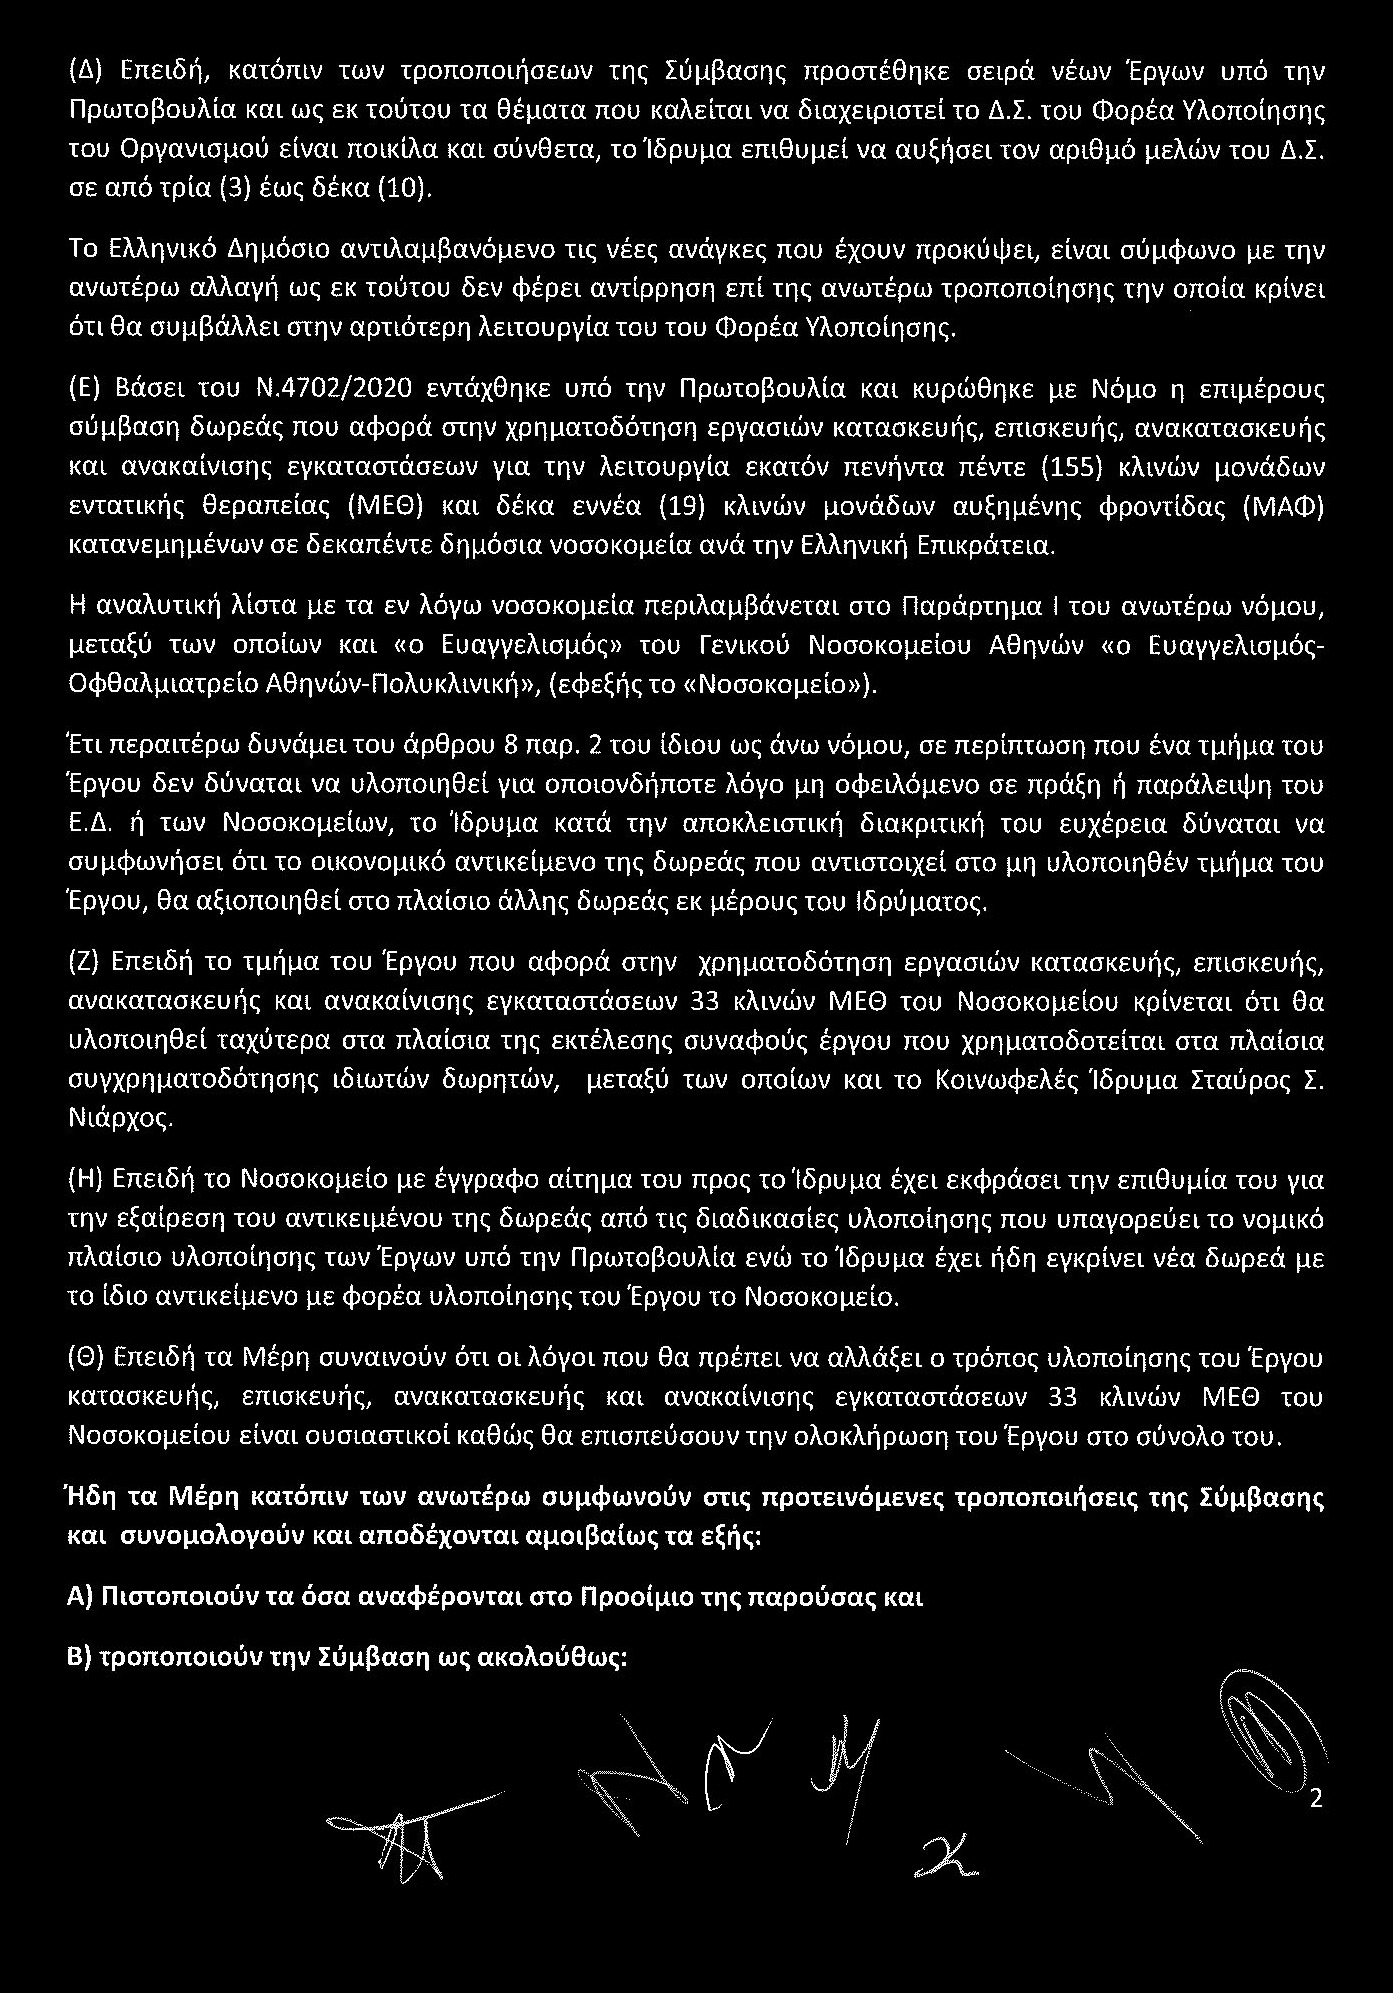 (Δ) Επειδή, κατόπιν των τροποποιήσεων της Σύμβασης προστέθηκε σειρά νέων Έργων υπό την
Πρωτοβουλία και ως εκ τούτου τα θέματα που καλείται να διαχειριστεί το Δ.Σ. του Φορέα Υλοποίησης
του Οργανισμού είναι ποικίλα και σύνθετα, το Ίδρυμα επιθυμεί να αυξήσει τον αριθμό μελών του Δ.Σ.
σε από τρία (3) έως δέκα (10).
Το Ελληνικό Δημόσιο αντιλαμβανόμενο τις νέες ανάγκες που έχουν προκύψει, είναι σύμφωνο με την
ανωτέρω αλλαγή ως εκ τούτου δεν φέρει αντίρρηση επί της ανωτέρω τροποποίησης την οποία κρίνει
ότι θα συμβάλλει στην αρτιότερη λειτουργία του του Φορέα Υλοποίησης.
(Ε) Βάσει του Ν.4702/2020 εντάχθηκε υπό την Πρωτοβουλία και κυρώθηκε με Νόμο η επιμέρους
σύμβαση δωρεάς που αφορά στην χρηματοδότηση εργασιών κατασκευής, επισκευής, ανακατασκευής
και ανακαίνισης εγκαταστάσεων για την λειτουργία εκατόν πενήντα πέντε (155) κλινών μονάδων
εντατικής θεραπείας (ΜΕΘ) και δέκα εννέα (19) κλινών μονάδων αυξημένης φροντίδας (ΜΑΦ)
κατανεμημένων σε δεκαπέντε δημόσια νοσοκομεία ανά την Ελληνική Επικράτεια.
Η αναλυτική λίστα με τα εν λόγω νοσοκομεία περιλαμβάνεται στο Παράρτημα Ι του ανωτέρω νόμου,
μεταξύ των οποίων και «ο Ευαγγελισμός» του Γενικού Νοσοκομείου Αθηνών «ο Ευαγγελισμός-
Οφθαλμιατρείο Αθηνών-Πολυκλινική», (εφεξής το «Νοσοκομείο»).
Έτι περαιτέρω δυνάμει του άρθρου 8 παρ. 2 του ίδιου ως άνω νόμου, σε περίπτωση που ένα τμήμα του
Έργου δεν δύναται να υλοποιηθεί για οποιονδήποτε λόγο μη οφειλόμενο σε πράξη ή παράλειψη του
Ε.Δ. ή των Νοσοκομείων, το Ίδρυμα κατά την αποκλειστική διακριτική του ευχέρεια δύναται να
συμφωνήσει ότι το οικονομικό αντικείμενο της δωρεάς που αντιστοιχεί στο μη υλοποιηθέν τμήμα του
Έργου, θα αξιοποιηθεί στο πλαίσιο άλλης δωρεάς εκ μέρους του Ιδρύματος.
(Ζ) Επειδή το τμήμα του Έργου που αφορά στην χρηματοδότηση εργασιών κατασκευής, επισκευής,
ανακατασκευής και ανακαίνισης εγκαταστάσεων 33 κλινών ΜΕΘ του Νοσοκομείου κρίνεται ότι θα
υλοποιηθεί ταχύτερα στα πλαίσια της εκτέλεσης συναφούς έργου που χρηματοδοτείται στα πλαίσια
συγχρηματοδότησης ιδιωτών δωρητών, μεταξύ των οποίων και το Κοινωφελές Ίδρυμα Σταύρος Σ.
Νιάρχος.
(Η) Επειδή το Νοσοκομείο με έγγραφο αίτημα του προς το Ίδρυμα έχει εκφράσει την επιθυμία του για
την εξαίρεση του αντικειμένου της δωρεάς από τις διαδικασίες υλοποίησης που υπαγορεύει το νομικό
πλαίσιο υλοποίησης των Έργων υπό την Πρωτοβουλία ενώ το Ίδρυμα έχει ήδη εγκρίνει νέα δωρεά με
το ίδιο αντικείμενο με φορέα υλοποίησης του Έργου το Νοσοκομείο.
(Θ) Επειδή τα Μέρη συναινούν ότι οι λόγοι που θα πρέπει να αλλάξει ο τρόπος υλοποίησης του Έργου
κατασκευής, επισκευής, ανακατασκευής και ανακαίνισης εγκαταστάσεων 33 κλινών ΜΕΘ του
Νοσοκομείου είναι ουσιαστικοί καθώς θα επισπεύσουν την ολοκλήρωση του Έργου στο σύνολο του.
Ήδη τα Μέρη κατόπιν των ανωτέρω συμφωνούν στις προτεινόμενες τροποποιήσεις της Σύμβασης
και συνομολογούν και αποδέχονται αμοιβαίως τα εξής:
Α) Πιστοποιούν τα όσα αναφέρονται στο Προοίμιο της παρούσας και
Β) τροποποιούν την Σύμβαση ως ακολούθως:
2